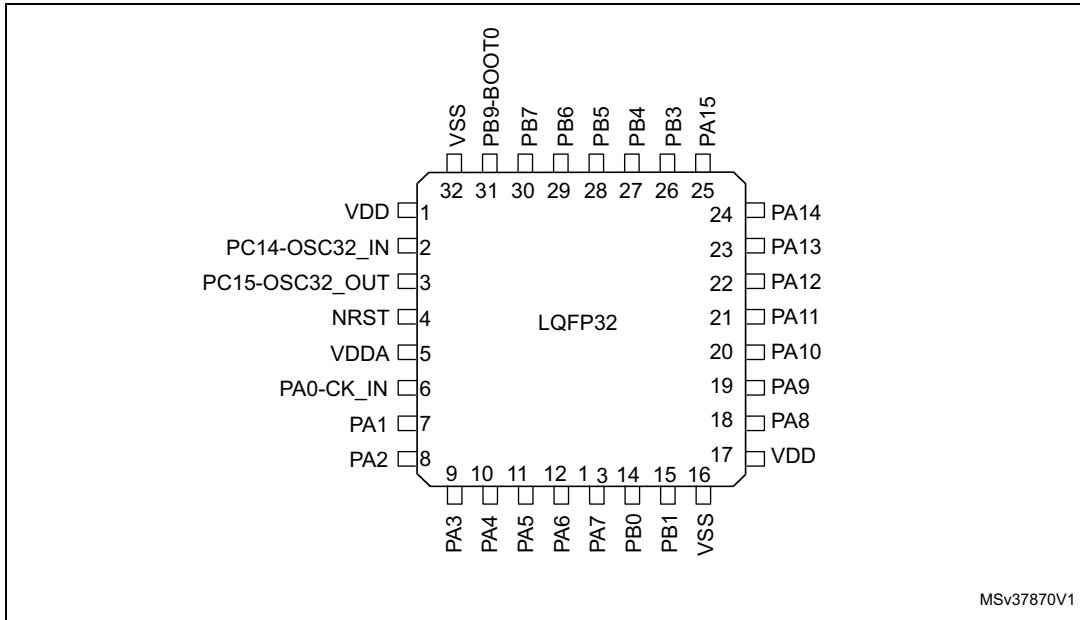 VSS
PB9-BOOT0
PB7
PB6
PB5
PB4
PB3
PA15
32 31 30 29 28 27 26 25
VDD 1
PC14-OSC32_IN 2
PC15-OSC32_OUT 3
NRST 4
VDDA 5
PA0-CK_IN 6
PA1 7
PA2 8
LQFP32
24 PA14
23 PA13
22 PA12
21 PA11
20 PA10
19 PA9
18 PA8
17 VDD
9 10 11 12 1 3 14 15 16
PA3
PA4
PA5
PA6
PA7
PB0
PB1
VSS
MSv37870V1